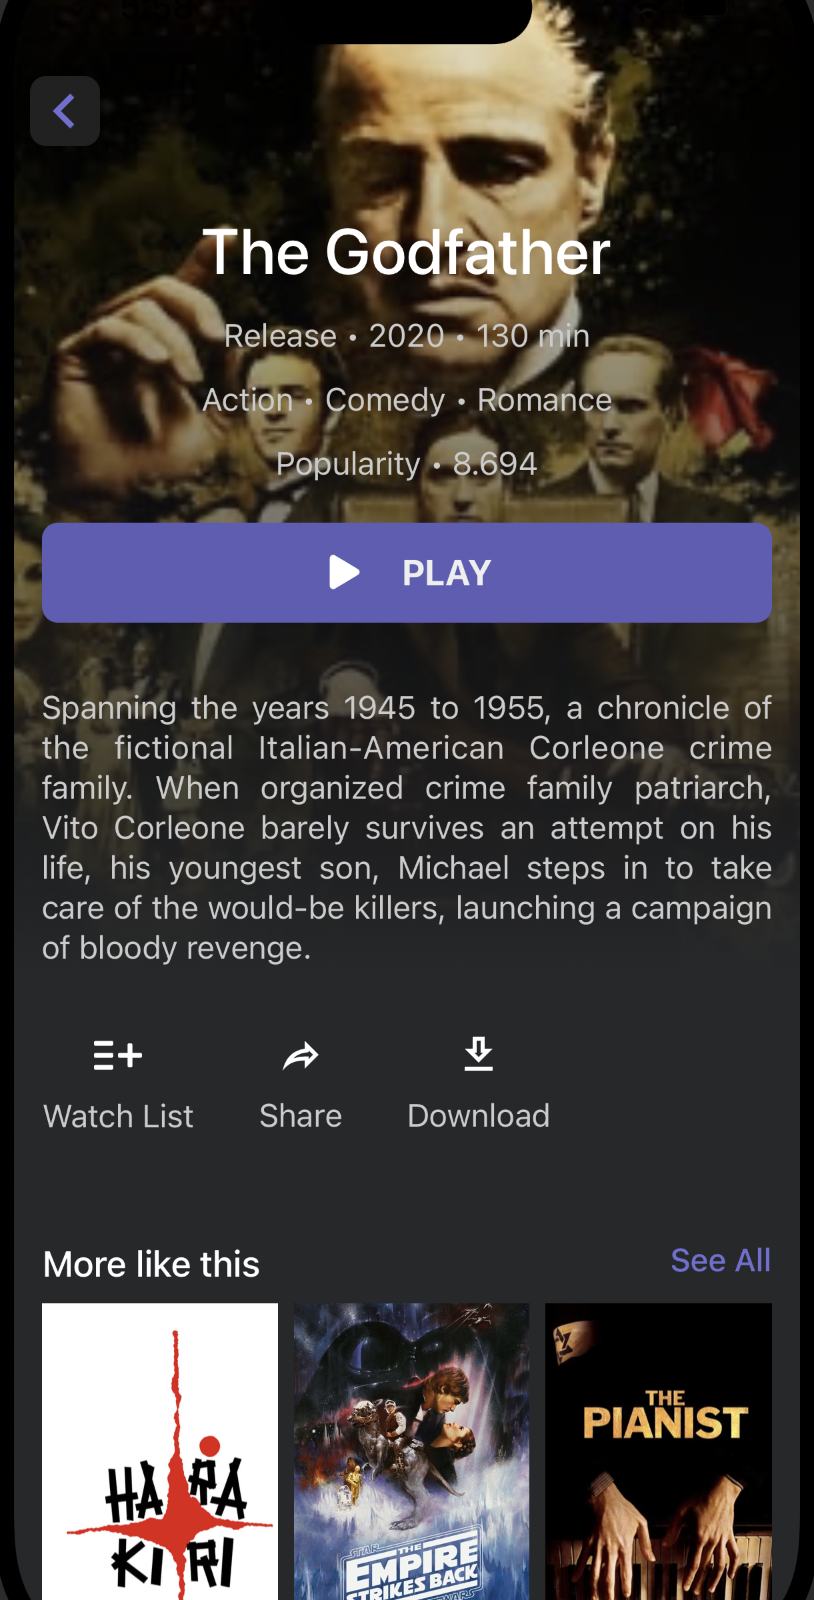 The Godfather
Release • 2020 • 130 min
Action • Comedy • Romance
Popularity • 8.694
PLAY
Spanning the years 1945 to 1955, a chronicle of
the fictional Italian-American Corleone crime
family. When organized crime family patriarch,
Vito Corleone barely survives an attempt on his
life, his youngest son, Michael steps in to take
care of the would-be killers, launching a campaign
of bloody revenge.
Watch List Share Download
More like this See All
HARA
KIRI
STAR
THE
EMPIRE
STRIKES BACK
WARS
THE
PIANIST